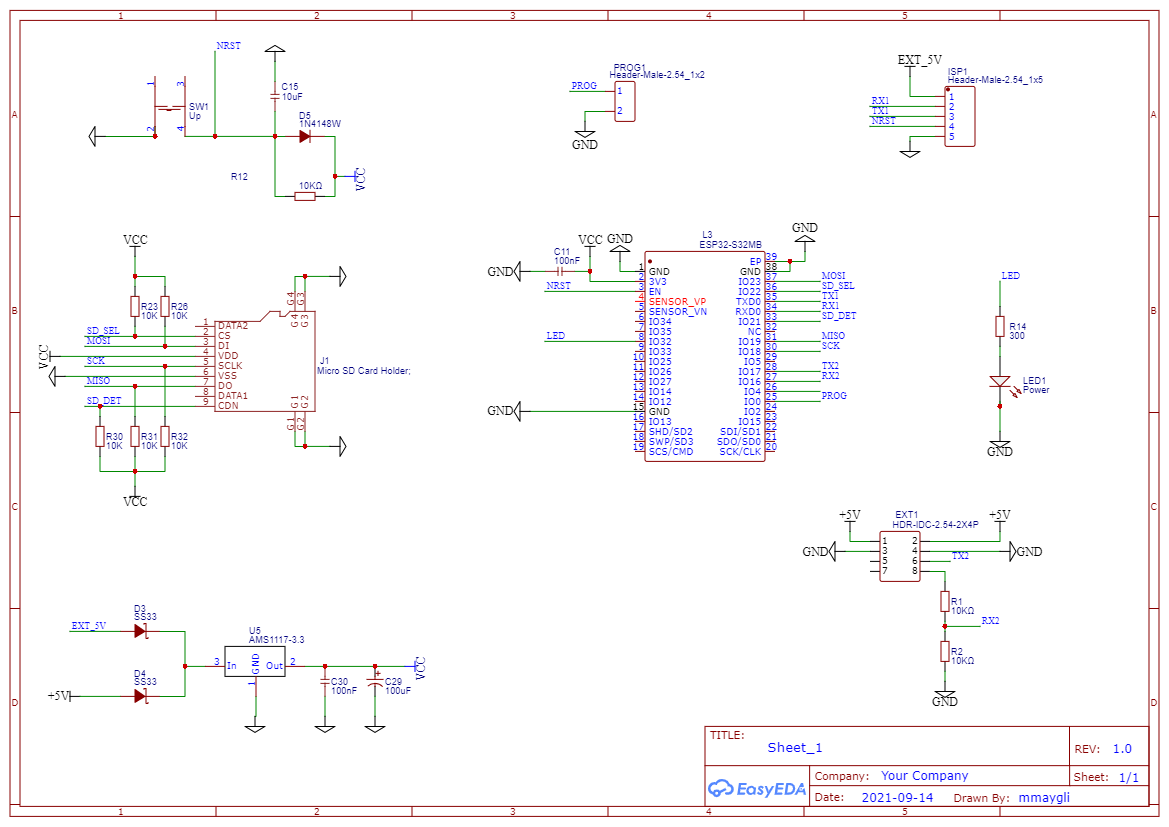 1 2 3 4 5
A
B
C
D
NRST
C15
10uF
SW1
Up
1
3
2
4
D5
1N4148W
R12
10KΩ
VCC
PROG1
Header-Male-2.54_1x2
PROG
1
2
GND
EXT_5V
ISP1
Header-Male-2.54_1x5
RX1
TX1
NRST
1
2
3
4
5
A
B
C
D
VCC
R23
10K
R26
10K
SD_SEL
MOSI
VCC
SCK
MISO
SD_DET
1 DATA2
2 CS
3 DI
4 VDD
5 SCLK
6 VSS
7 DO
8 DATA1
9 CDN
G4
G3
G4
G3
G1
G2
G1
G2
J1
Micro SD Card Holder;
R30
10K
R31
10K
R32
10K
VCC
C11
100nF
VCC
GND
GND
NRST
LED
GND
L3
ESP32-S32MB
GND
1 GND
2 3V3
3 EN
4 SENSOR_VP
5 SENSOR_VN
6 IO34
7 IO35
8 IO32
9 IO33
10 IO25
11 IO26
12 IO27
13 IO14
14 IO12
15 GND
16 IO13
17 SHD/SD2
18 SWP/SD3
19 SCS/CMD
EP 39
GND 38
IO23 37
IO22 36
TXD0 35
RXD0 34
IO21 33
NC 32
IO19 31
IO18 30
IO5 29
IO17 28
IO16 27
IO4 26
IO0 25
IO2 24
IO15 23
SDI/SD1 22
SDO/SD0 21
SCK/CLK 20
MOSI
SD_SEL
TX1
RX1
SD_DET
MISO
SCK
TX2
RX2
PROG
LED
R14
300
LED1
Power
GND
EXT1
HDR-IDC-2.54-2X4P
+5V
+5V
GND
GND
1 2
3 4
5 6
7 8
TX2
R1
10KΩ
RX2
R2
10KΩ
GND
EXT_5V
D3
SS33
D4
SS33
+5V
U5
AMS1117-3.3
3 In
GND
Out 2
1
VCC
C30
100nF
+
C29
100uF
TITLE:
Sheet_1
REV: 1.0
EasyEDA
Company: Your Company
Sheet: 1/1
Date: 2021-09-14 Drawn By: mmaygli
1 2 3 4 5